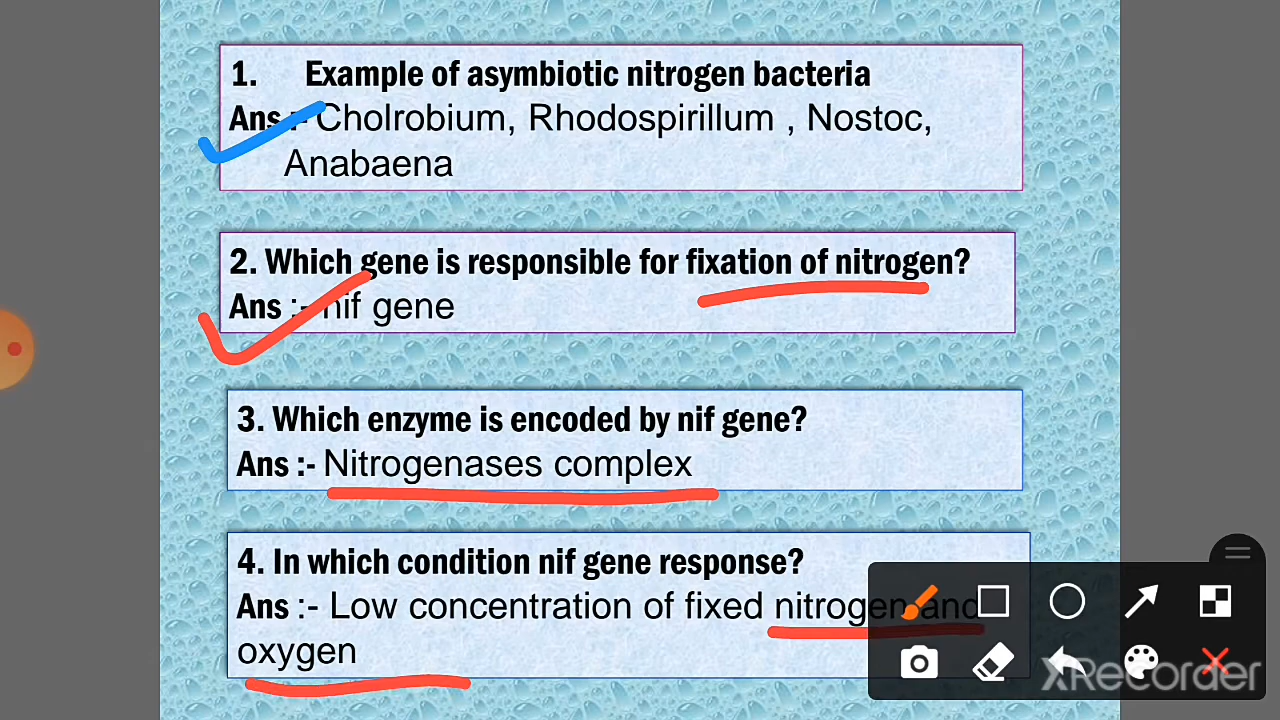 1. Example of asymbiotic nitrogen bacteria
Ans :- Cholrobium, Rhodospirillum , Nostoc,
Anabaena
2. Which gene is responsible for fixation of nitrogen?
Ans :- nif gene
3. Which enzyme is encoded by nif gene?
Ans :- Nitrogenases complex
4. In which condition nif gene response?
Ans :- Low concentration of fixed nitrogen and
oxygen
XRecorder